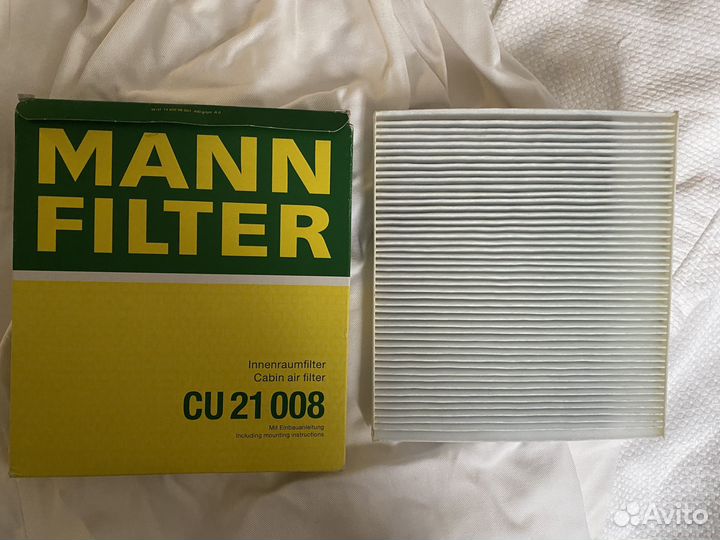 MANN
FILTER
Innenraumfilter
Cabin air filter
CU 21 008
Mit Einbauanleitung
Including mounting instructions
Avito